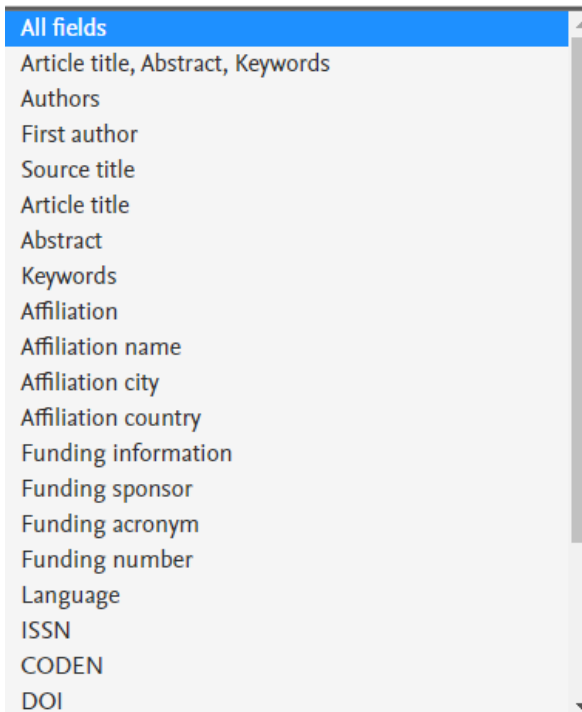 All fields
Article title, Abstract, Keywords
Authors
First author
Source title
Article title
Abstract
Keywords
Affiliation
Affiliation name
Affiliation city
Affiliation country
Funding information
Funding sponsor
Funding acronym
Funding number
Language
ISSN
CODEN
DOI